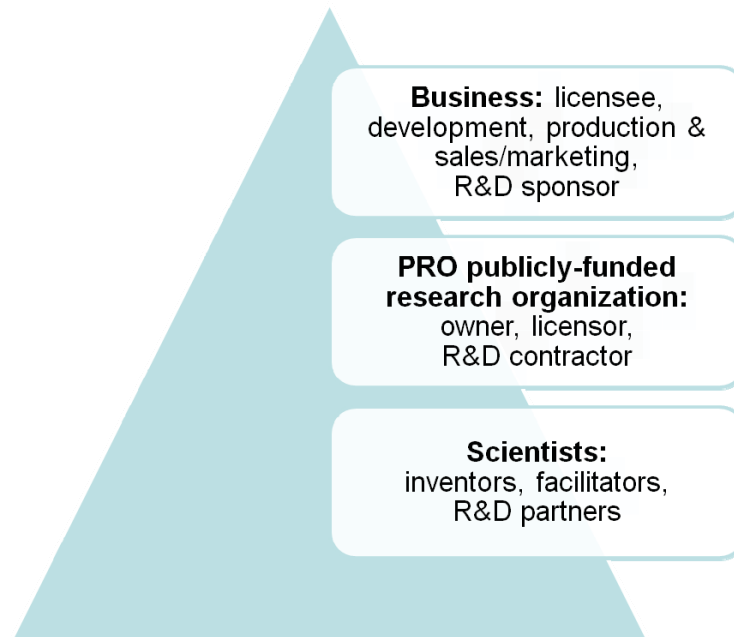 Business: licensee,
development, production &
sales/marketing,
R&D sponsor
PRO publicly-funded
research organization:
owner, licensor,
R&D contractor
Scientists:
inventors, facilitators,
R&D partners